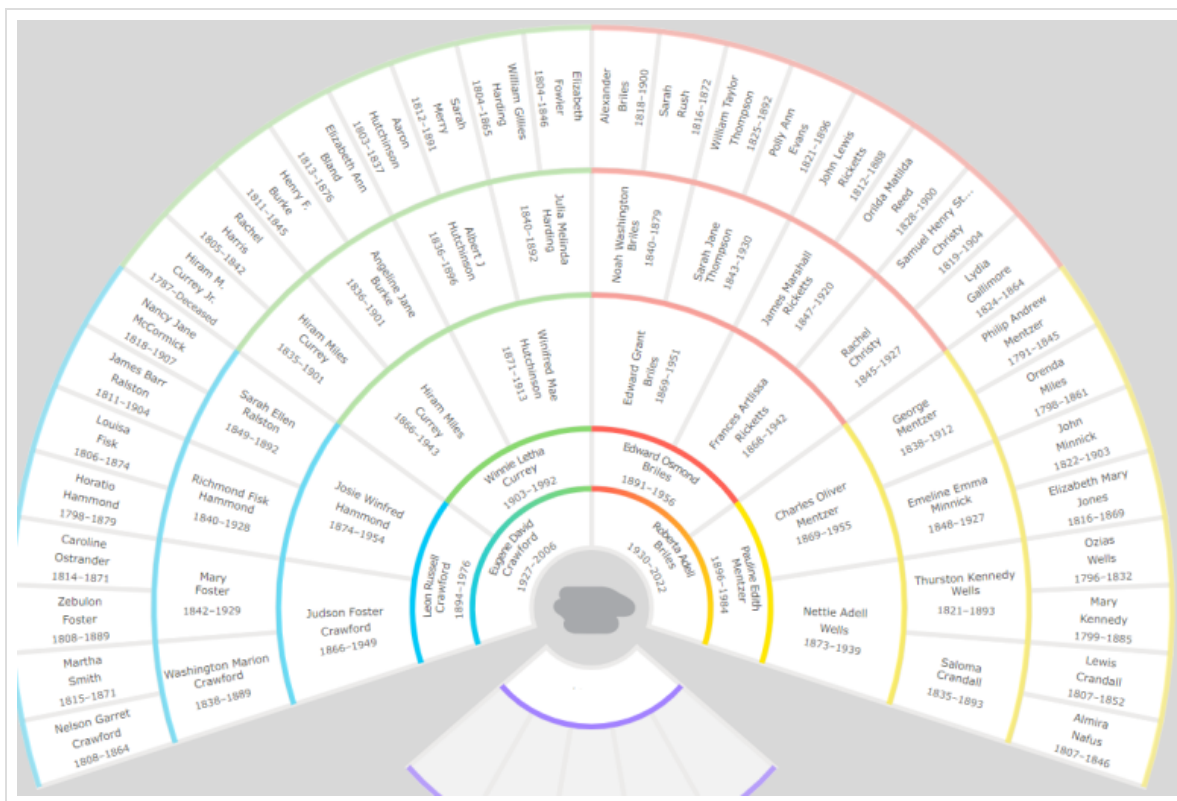 Eugene David
Crawford
1927–2006
Roberta Adell
Briles
1930–2022
Leon Russell
Crawford
1894–1976
Winnie Letha
Currey
1903–1992
Edward Osmond
Briles
1891–1956
Pauline Edith
Mentzer
1896–1984
Judson Foster
Crawford
1866–1949
Josie Winfred
Hammond
1874–1954
Hiram Miles
Currey
1866–1943
Winifred Mae
Hutchinson
1871–1913
Edward Grant
Briles
1869–1951
Frances Artlissa
Ricketts
1868–1942
Charles Oliver
Mentzer
1869–1955
Nettie Adell
Wells
1873–1939
Washington Marion
Crawford
1838–1889
Mary
Foster
1842–1929
Richmond Fisk
Hammond
1840–1928
Sarah Ellen
Ralston
1849–1892
Hiram Miles
Currey
1835–1901
Angeline Jane
Burke
1836–1901
Albert J
Hutchinson
1836–1896
Julia Melinda
Harding
1840–1892
Noah Washington
Briles
1840–1879
Sarah Jane
Thompson
1843–1930
James Marshall
Ricketts
1847–1920
Rachel
Christy
1845–1927
George
Mentzer
1838–1912
Emeline Emma
Minnick
1848–1927
Thurston Kennedy
Wells
1821–1893
Saloma
Crandall
1835–1893
Nelson Garret
Crawford
1808–1864
Martha
Smith
1815–1871
Zebulon
Foster
1808–1889
Caroline
Ostrander
1814–1871
Horatio
Hammond
1798–1879
Louisa
Fisk
1806–1874
James Barr
Ralston
1811–1904
Nancy Jane
McCormick
1818–1907
Hiram M.
Currey Jr.
1787–Deceased
Rachel
Harris
1805–1842
Henry F.
Burke
1811–1845
Elizabeth Ann
Bland
1813–1876
Aaron
Hutchinson
1803–1837
Sarah
Merry
1812–1891
William Gillies
Harding
1804–1865
Elizabeth
Fowler
1804–1846
Alexander
Briles
1818–1900
Sarah
Rush
1816–1872
William Taylor
Thompson
1825–1892
Polly Ann
Evans
1821–1896
John Lewis
Ricketts
1812–1888
Orilda Matilda
Reed
1828–1900
Samuel Henry St...
Christy
1819–1904
Lydia
Gallimore
1824–1864
Philip Andrew
Mentzer
1791–1845
Orenda
Miles
1798–1861
John
Minnick
1822–1903
Elizabeth Mary
Jones
1816–1869
Ozias
Wells
1796–1832
Mary
Kennedy
1799–1885
Lewis
Crandall
1807–1852
Almira
Nafus
1807–1846